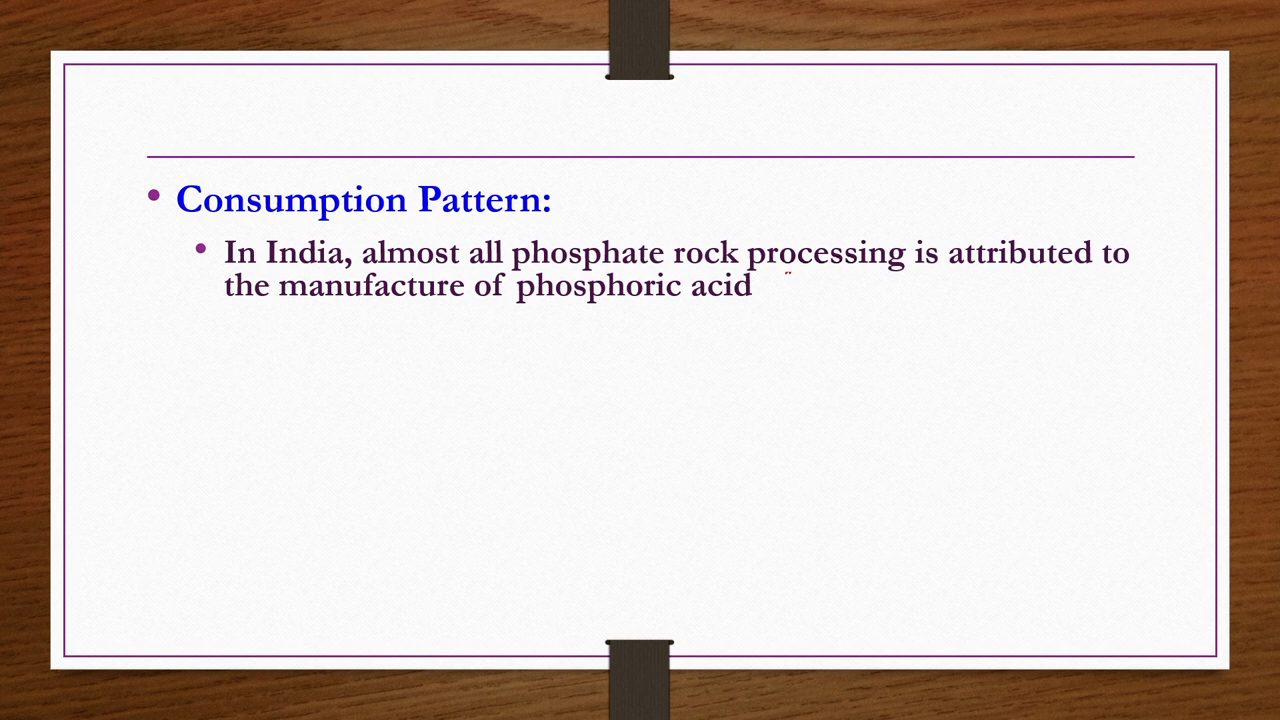 • Consumption Pattern:
• In India, almost all phosphate rock processing is attributed to
the manufacture of phosphoric acid